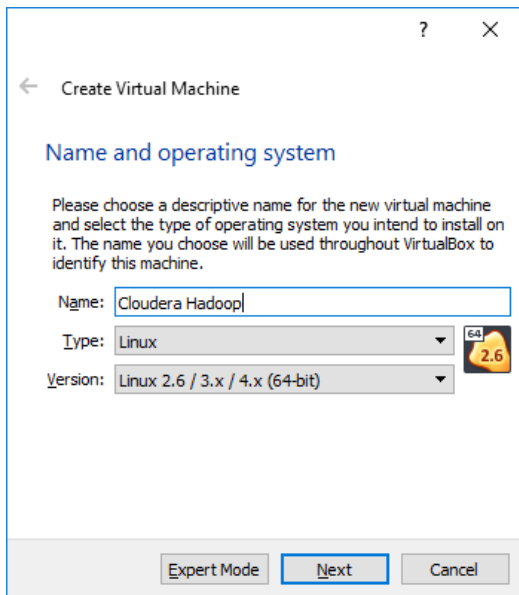 ?
Create Virtual Machine
Name and operating system
Please choose a descriptive name for the new virtual machine
and select the type of operating system you intend to install on
it. The name you choose will be used throughout VirtualBox to
identify this machine.
Name: Cloudera Hadoop
Type: Linux
64
Version: Linux 2.6 / 3.x / 4.x (64-bit)
2.6
Expert Mode Next Cancel